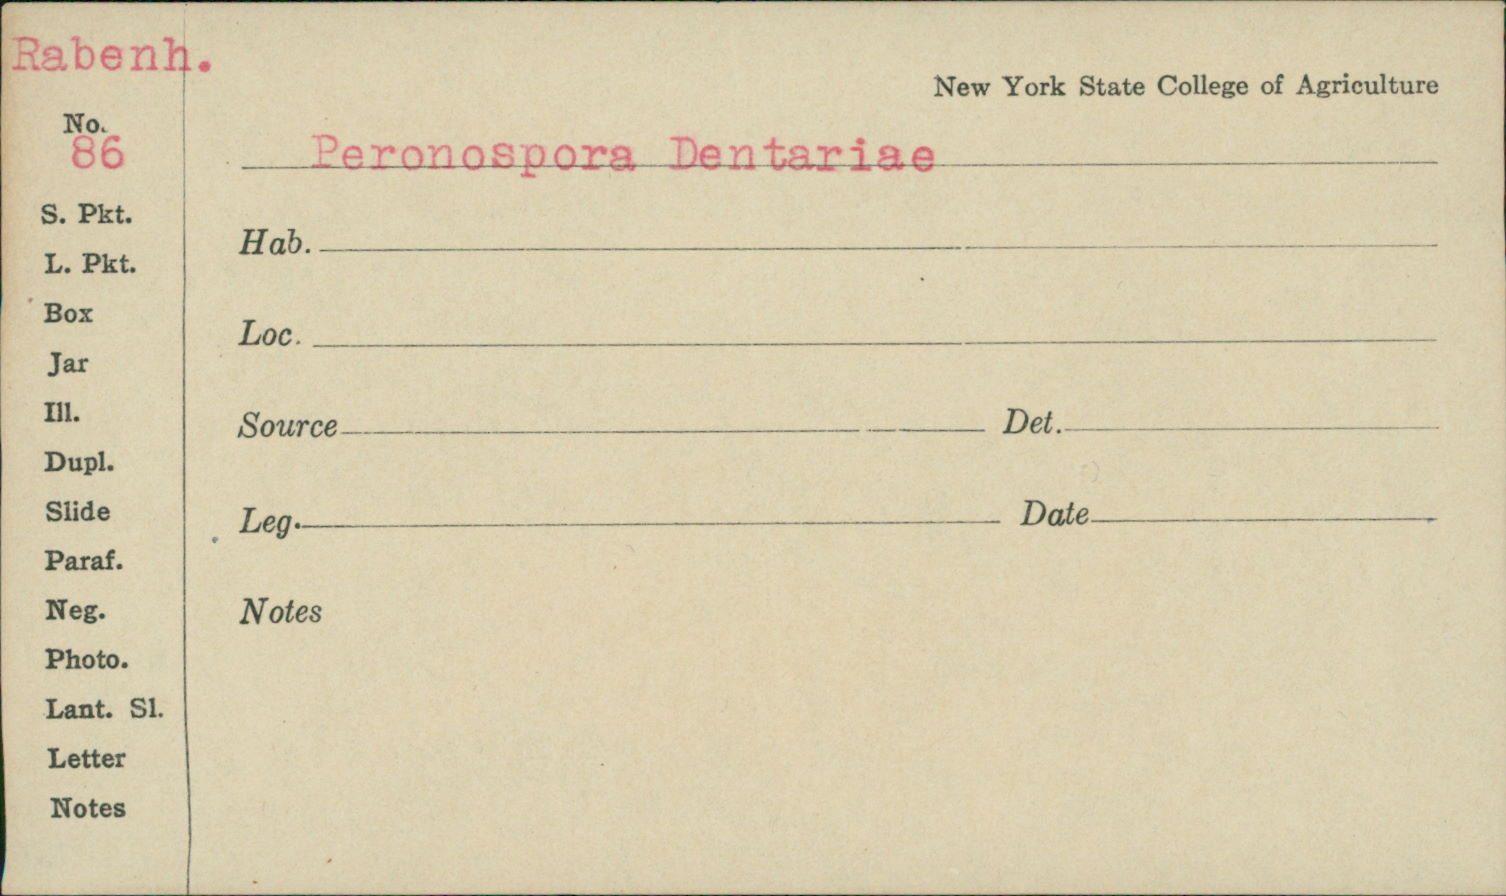 Rabenh.
New York State College of Agriculture
No.
86
Peronospora Dentariae
S. Pkt.
L. Pkt.
Box
Jar
Ill.
Dupl.
Slide
Paraf.
Neg.
Photo.
Lant. Sl.
Letter
Notes
Hab.
Loc.
Source Det.
Leg. Date
Notes